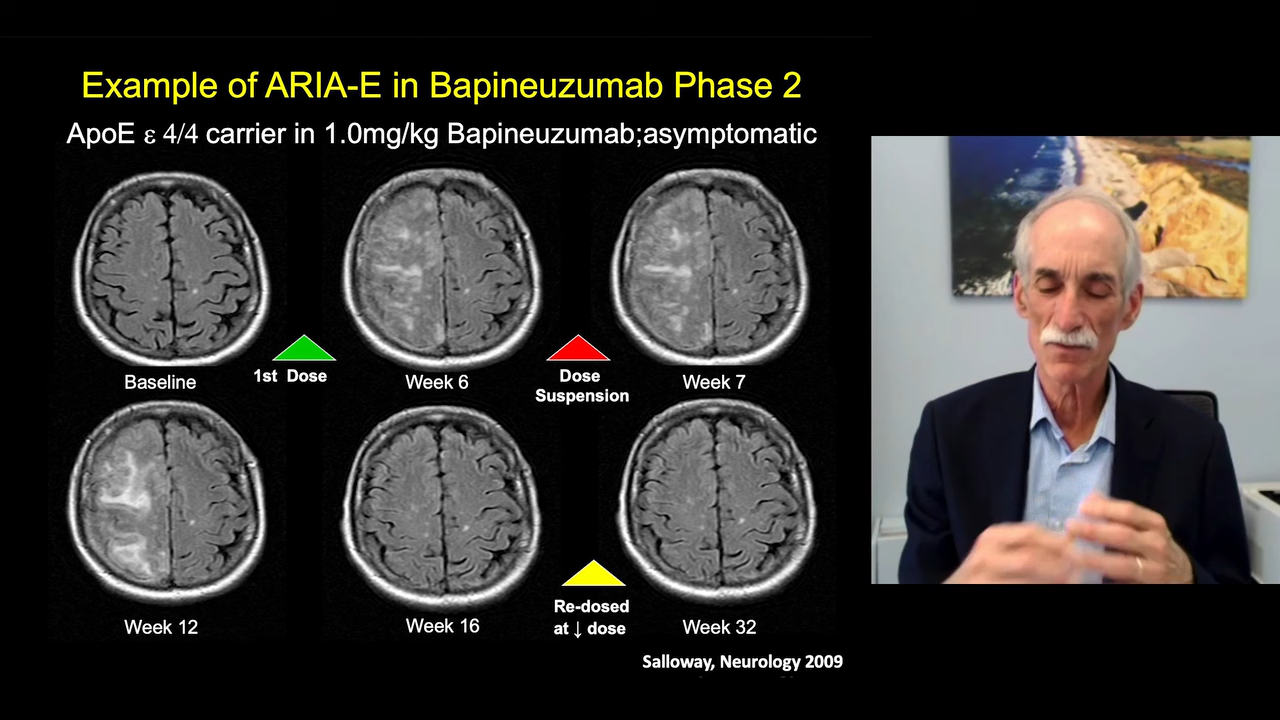 Example of ARIA-E in Bapineuzumab Phase 2
ApoE ε 4/4 carrier in 1.0mg/kg Bapineuzumab;asymptomatic
Baseline
1st Dose
Week 6
Dose
Suspension
Week 7
Week 12
Week 16
Re-dosed
at ↓ dose
Week 32
Salloway, Neurology 2009